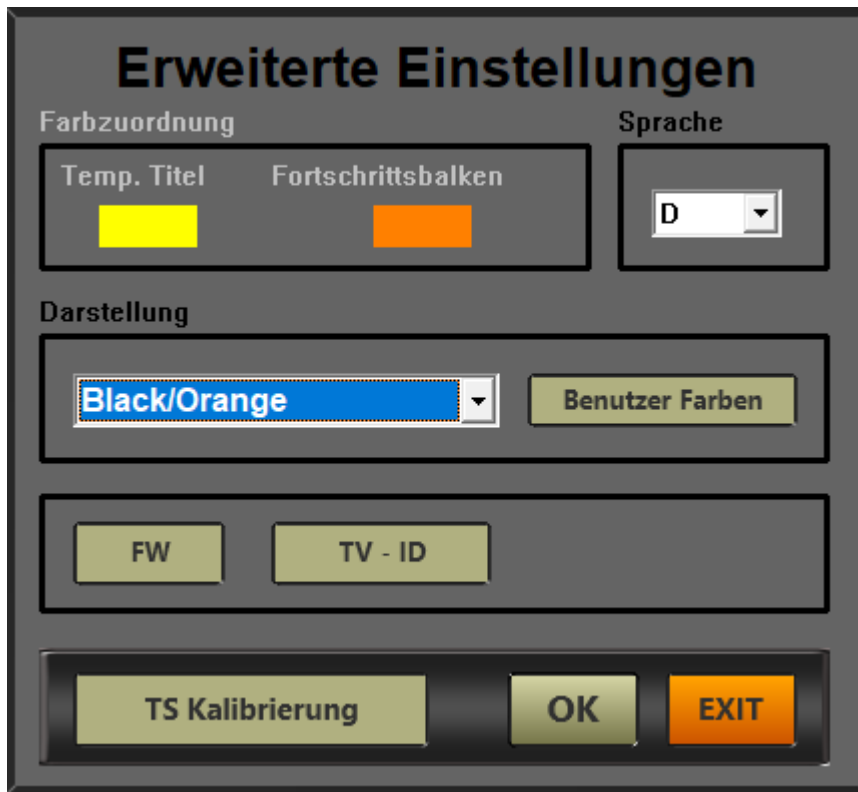 Erweiterte Einstellungen
Farbzuordnung
Sprache
Temp. Titel
Fortschrittsbalken
D
Darstellung
Black/Orange
Benutzer Farben
FW
TV - ID
TS Kalibrierung
OK
EXIT